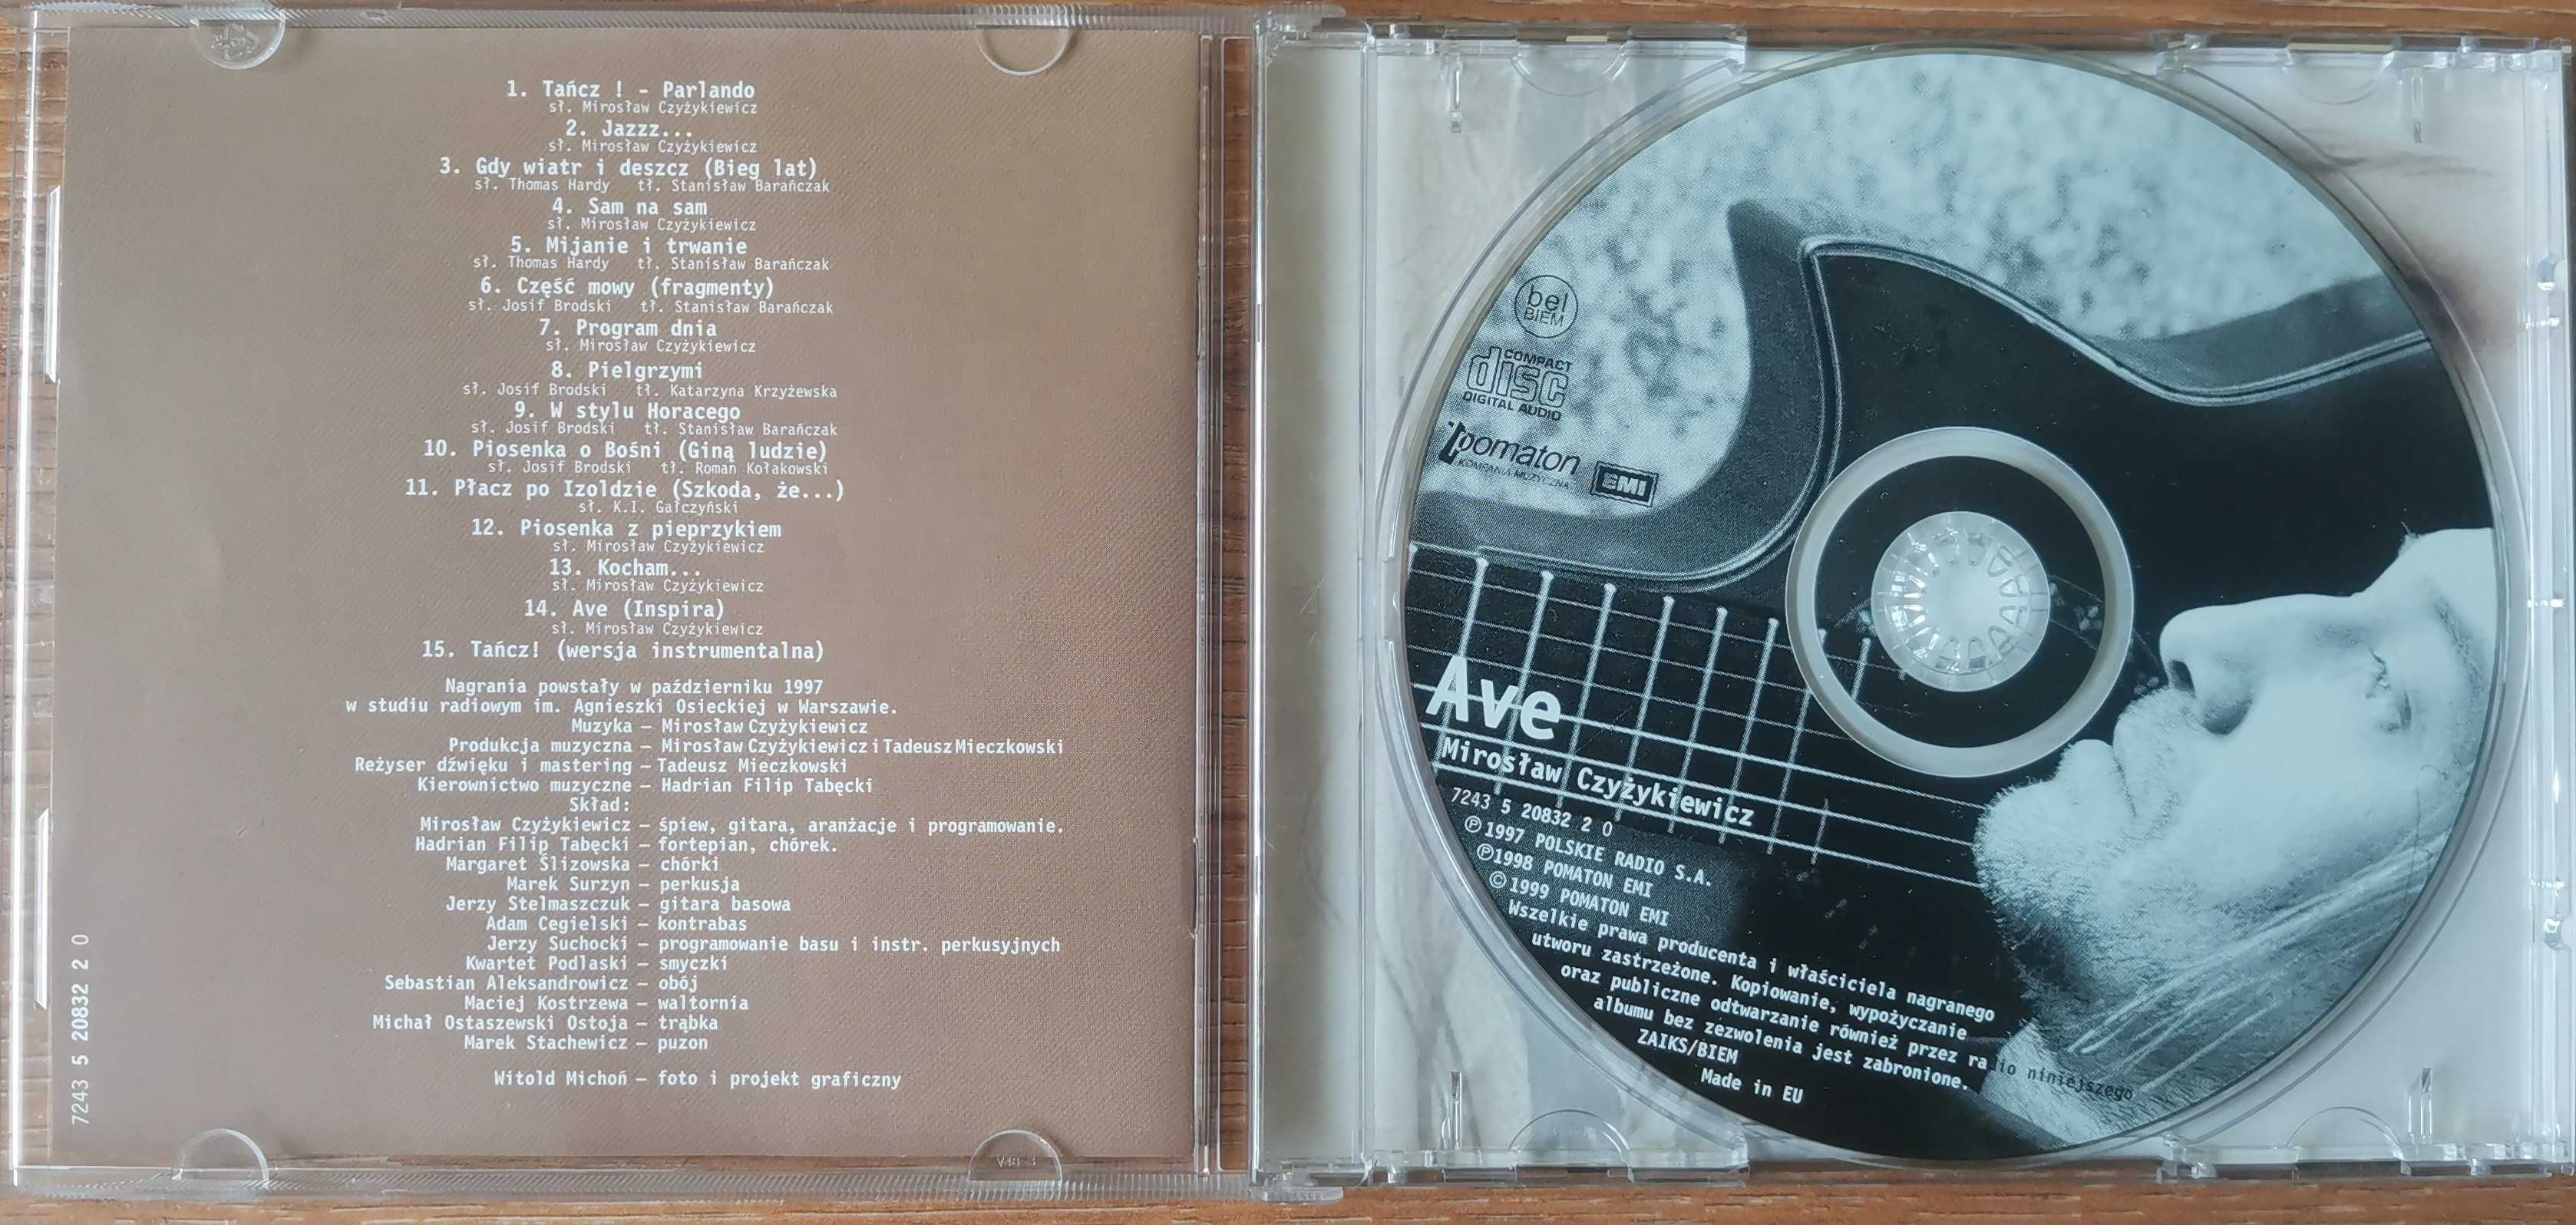 1. Tańcz ! - Parlando
sł. Mirosław Czyżykiewicz
2. Jazzz...
sł. Mirosław Czyżykiewicz
3. Gdy wiatr i deszcz (Bieg lat)
sł. Thomas Hardy tł. Stanisław Barańczak
4. Sam na sam
sł. Mirosław Czyżykiewicz
5. Mijanie i trwanie
sł. Thomas Hardy tł. Stanisław Barańczak
6. Część mowy (fragmenty)
sł. Josif Brodski tł. Stanisław Barańczak
7. Program dnia
sł. Mirosław Czyżykiewicz
8. Pielgrzymi
sł. Josif Brodski tł. Katarzyna Krzyżewska
9. W stylu Horacego
sł. Josif Brodski tł. Stanisław Barańczak
10. Piosenka o Bośni (Giną ludzie)
sł. Josif Brodski tł. Roman Kołakowski
11. Płacz po Izoldzie (Szkoda, że...)
sł. K.I. Gałczyński
12. Piosenka z pieprzykiem
sł. Mirosław Czyżykiewicz
13. Kocham...
sł. Mirosław Czyżykiewicz
14. Ave (Inspira)
sł. Mirosław Czyżykiewicz
15. Tańcz! (wersja instrumentalna)
Nagrania powstały w październiku 1997
w studiu radiowym im. Agnieszki Osieckiej w Warszawie.
Muzyka – Mirosław Czyżykiewicz
Produkcja muzyczna – Mirosław Czyżykiewicz i Tadeusz Mieczkowski
Reżyser dźwięku i mastering – Tadeusz Mieczkowski
Kierownictwo muzyczne – Hadrian Filip Tabęcki
Skład:
Mirosław Czyżykiewicz – śpiew, gitara, aranżacje i programowanie.
Hadrian Filip Tabęcki – fortepian, chórek.
Margaret Ślizowska – chórki
Marek Surzyn – perkusja
Jerzy Stelmaszczuk – gitara basowa
Adam Cegielski – kontrabas
Jerzy Suchocki – programowanie basu i instr. perkusyjnych
Kwartet Podlaski – smyczki
Sebastian Aleksandrowicz – obój
Maciej Kostrzewa – waltornia
Michał Ostaszewski Ostoja – trąbka
Marek Stachewicz – puzon
Witold Michoń – foto i projekt graficzny
7243 5 20832 2 0
bel
BIEM
COMPACT
disc
DIGITAL AUDIO
pomaton
KOMPANIA MUZYCZNA
EMI
Ave
Mirosław Czyżykiewicz
7243 5 20832 2 0
℗1997 POLSKIE RADIO S.A.
℗1998 POMATON EMI
©1999 POMATON EMI
Wszelkie prawa producenta i właściciela nagranego
utworu zastrzeżone. Kopiowanie, wypożyczanie
oraz publiczne odtwarzanie również przez radio niniejszego
albumu bez zezwolenia jest zabronione.
ZAIKS/BIEM
Made in EU